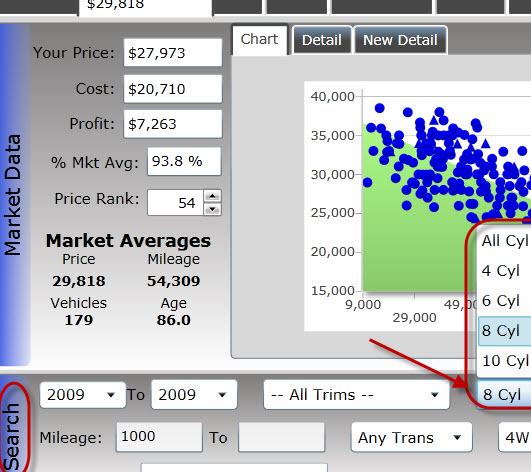 $29,818
Market Data
Your Price: $27,973
Cost: $20,710
Profit: $7,263
% Mkt Avg: 93.8 %
Price Rank: 54
Market Averages
Price Mileage
29,818 54,309
Vehicles Age
179 86.0
Chart Detail New Detail
40,000
35,000
30,000
25,000
20,000
15,000
9,000
29,000
49,0
All Cyl
4 Cyl
6 Cyl
8 Cyl
10 Cyl
Search
2009 To 2009 -- All Trims -- 8 Cyl
Mileage: 1000 To Any Trans 4W